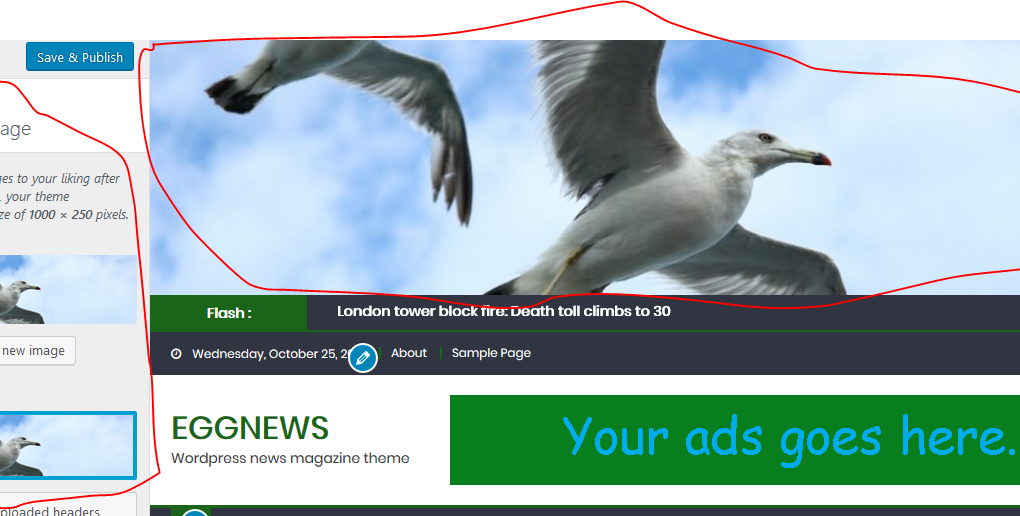 Save & Publish
age
ges to your liking after
your theme
ze of 1000 × 250 pixels.
new image
ploaded headers
Flash :
London tower block fire: Death toll climbs to 30
Wednesday, October 25, 2
About
Sample Page
EGGNEWS
Wordpress news magazine theme
Your ads goes here.